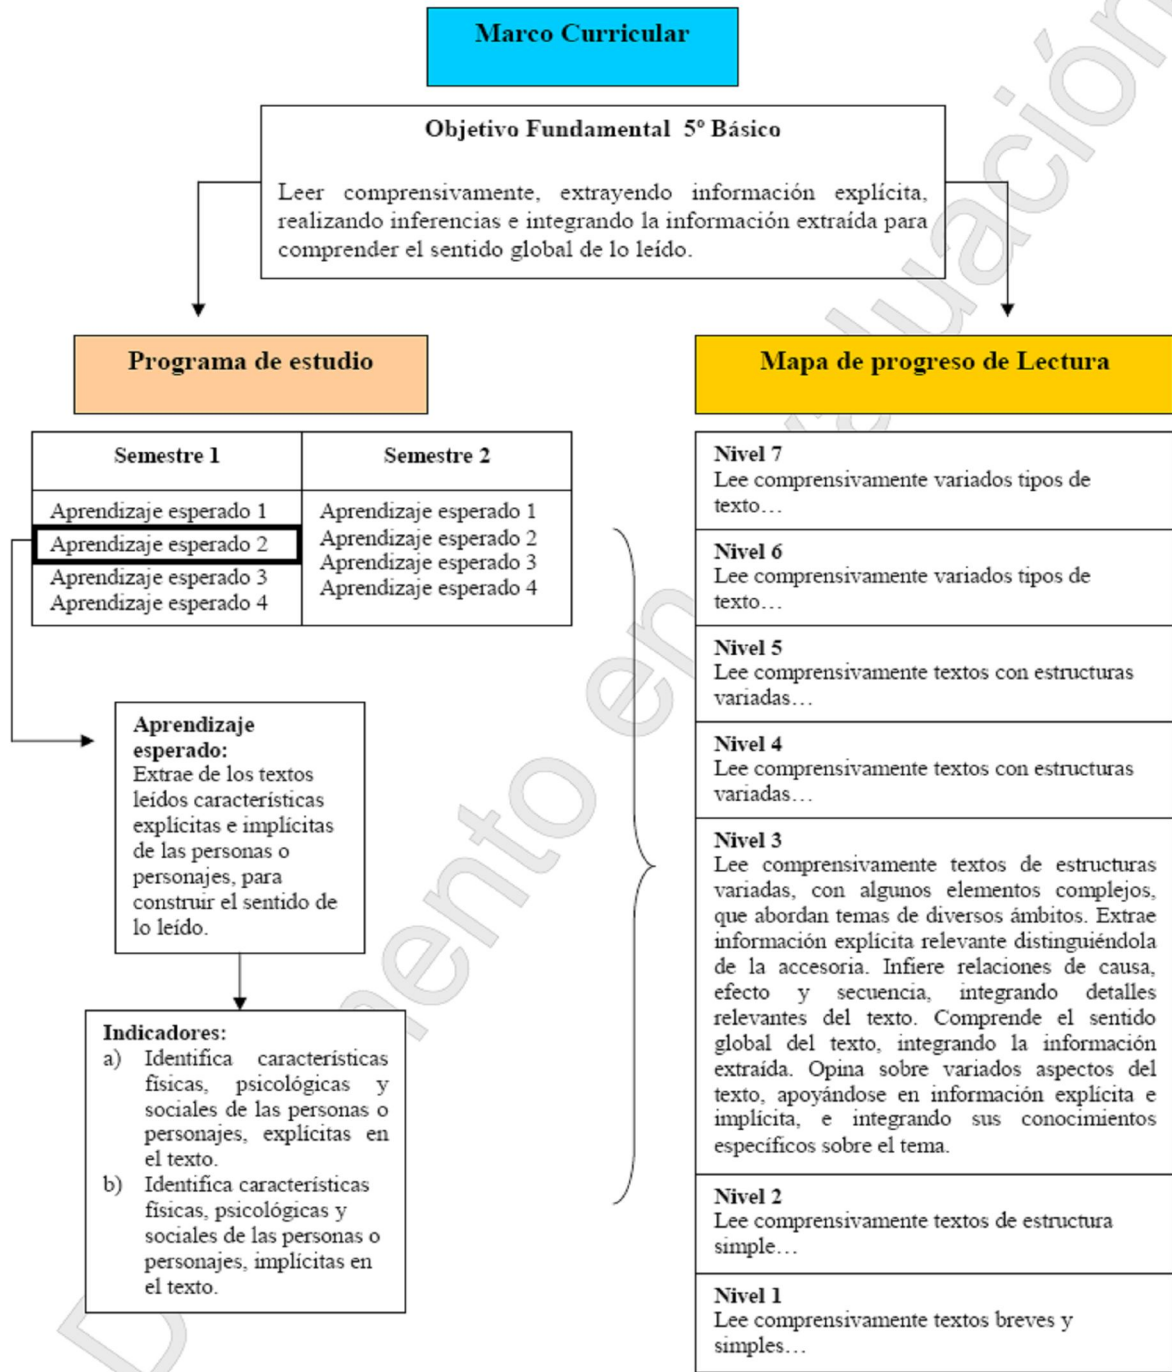 Marco Curricular
Objetivo Fundamental 5º Básico
Leer comprensivamente, extrayendo información explícita,
realizando inferencias e integrando la información extraída para
comprender el sentido global de lo leído.
Programa de estudio
Semestre 1
Semestre 2
Aprendizaje esperado 1
Aprendizaje esperado 2
Aprendizaje esperado 3
Aprendizaje esperado 4
Aprendizaje esperado 1
Aprendizaje esperado 2
Aprendizaje esperado 3
Aprendizaje esperado 4
Aprendizaje
esperado:
Extrae de los textos
leídos características
explícitas e implícitas
de las personas o
personajes, para
construir el sentido de
lo leído.
Indicadores:
a) Identifica características
físicas, psicológicas y
sociales de las personas o
personajes, explícitas en
el texto.
b) Identifica características
físicas, psicológicas y
sociales de las personas o
personajes, implícitas en
el texto.
Mapa de progreso de Lectura
Nivel 7
Lee comprensivamente variados tipos de
texto…
Nivel 6
Lee comprensivamente variados tipos de
texto…
Nivel 5
Lee comprensivamente textos con estructuras
variadas…
Nivel 4
Lee comprensivamente textos con estructuras
variadas…
Nivel 3
Lee comprensivamente textos de estructuras
variadas, con algunos elementos complejos,
que abordan temas de diversos ámbitos. Extrae
información explícita relevante distinguiéndola
de la accesoria. Infiere relaciones de causa,
efecto y secuencia, integrando detalles
relevantes del texto. Comprende el sentido
global del texto, integrando la información
extraída. Opina sobre variados aspectos del
texto, apoyándose en información explícita e
implícita, e integrando sus conocimientos
específicos sobre el tema.
Nivel 2
Lee comprensivamente textos de estructura
simple…
Nivel 1
Lee comprensivamente textos breves y
simples…